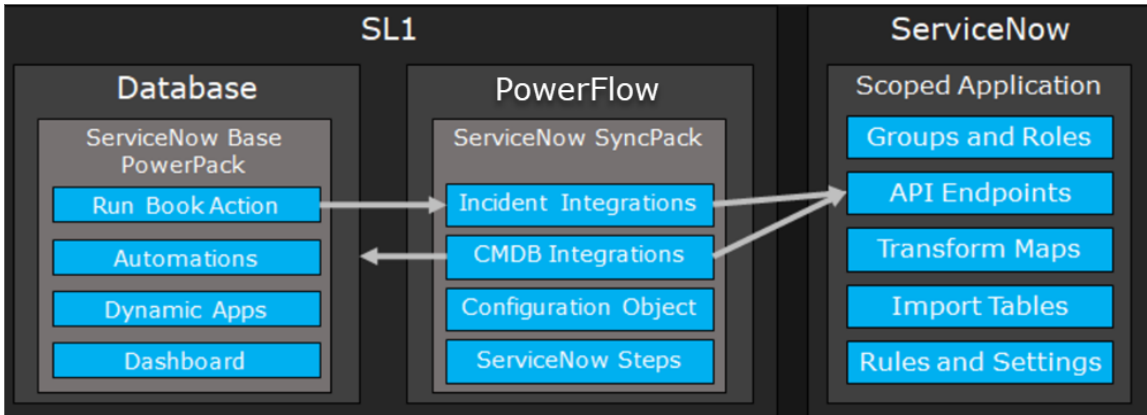 SL1
Database
ServiceNow Base
PowerPack
Run Book Action
Automations
Dynamic Apps
Dashboard
PowerFlow
ServiceNow SyncPack
Incident Integrations
CMDB Integrations
Configuration Object
ServiceNow Steps
ServiceNow
Scoped Application
Groups and Roles
API Endpoints
Transform Maps
Import Tables
Rules and Settings